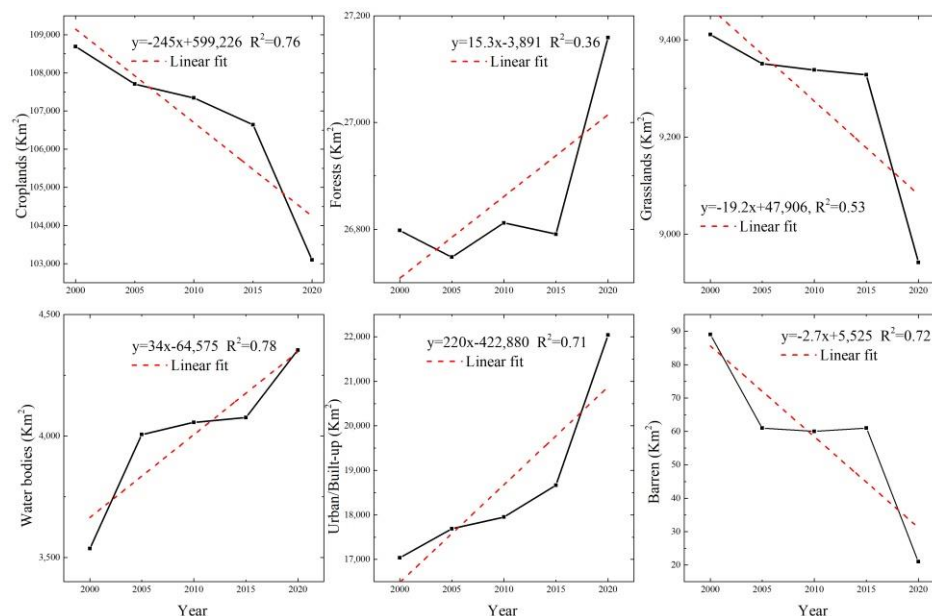 y=-245x+599,226 R²=0.76
Linear fit
Croplands (Km²)
109,000
108,000
107,000
106,000
105,000
104,000
103,000
2000 2005 2010 2015 2020
27,200
y=15.3x-3,891 R²=0.36
Linear fit
Forests (Km²)
27,000
26,800
2000 2005 2010 2015 2020
9,400
Grasslands (Km²)
9,200
y=-19.2x+47,906, R²=0.53
Linear fit
9,000
2000 2005 2010 2015 2020
4,500
y=34x-64,575 R²=0.78
Linear fit
Water bodies (Km²)
4,000
3,500
2000 2005 2010 2015 2020
Year
22,000
y=220x-422,880 R²=0.71
Linear fit
21,000
Urban/Built-up (Km²)
20,000
19,000
18,000
17,000
2000 2005 2010 2015 2020
Year
90
y=-2.7x+5,525 R²=0.72
Linear fit
80
70
Barren (Km²)
60
50
40
30
20
2000 2005 2010 2015 2020
Year